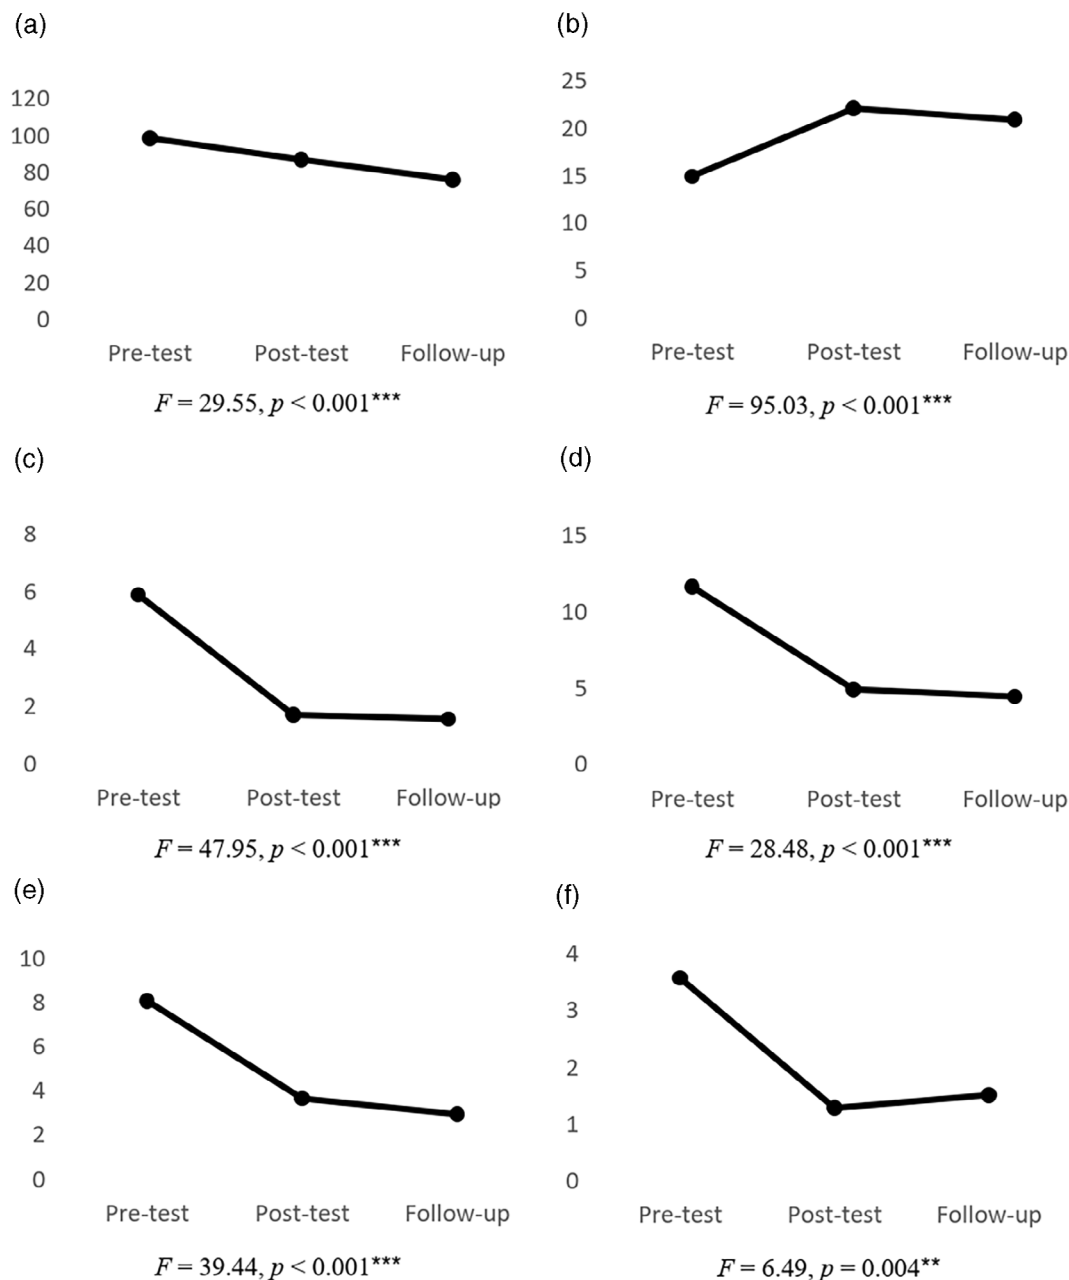 (a)
120
100
80
60
40
20
0
Pre-test Post-test Follow-up
F = 29.55, p < 0.001***
(b)
25
20
15
10
5
0
Pre-test Post-test Follow-up
F = 95.03, p < 0.001***
(c)
8
6
4
2
0
Pre-test Post-test Follow-up
F = 47.95, p < 0.001***
(d)
15
10
5
0
Pre-test Post-test Follow-up
F = 28.48, p < 0.001***
(e)
10
8
6
4
2
0
Pre-test Post-test Follow-up
F = 39.44, p < 0.001***
(f)
4
3
2
1
0
Pre-test Post-test Follow-up
F = 6.49, p = 0.004**